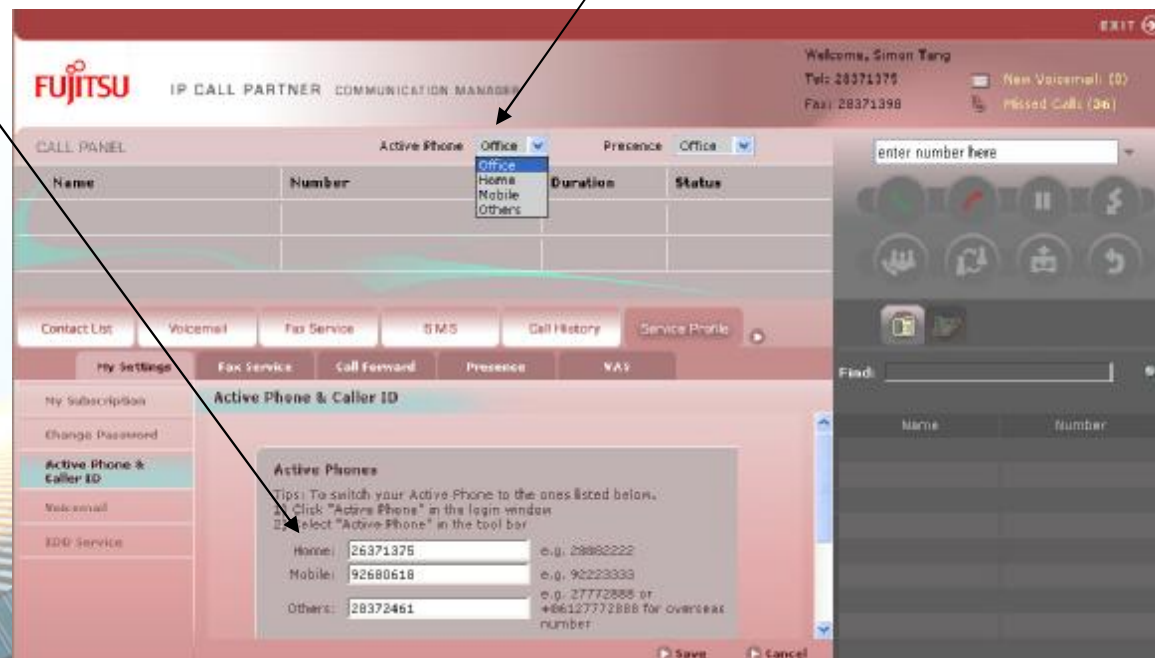 EXIT
FUJITSU IP CALL PARTNER COMMUNICATION MANAGER
Welcome, Simon Tang
Tel: 28371375 New Voicemail (0)
Fax: 28371398 Missed Calls (36)
CALL PANEL Active Phone Office Presence Office
enter number here
Name Number Duration Status
Office
Home
Mobile
Others
Contact List Voicemail Fax Service SMS Call History Service Profile
My Settings Fax Service Call Forward Presence VAS
Find:
My Subscription
Active Phone & Caller ID
Name Number
Change Password
Active Phone &
Caller ID
Voicemail
IDD Service
Active Phones
Tips: To switch your Active Phone to the ones listed below.
1) Click "Active Phone" in the login window
2) Select "Active Phone" in the tool bar
Home: 26371375 e.g. 28882222
Mobile: 92680618 e.g. 92223333
Others: 28372461 e.g. 27772888 or
+86127772888 for overseas
number
Save Cancel